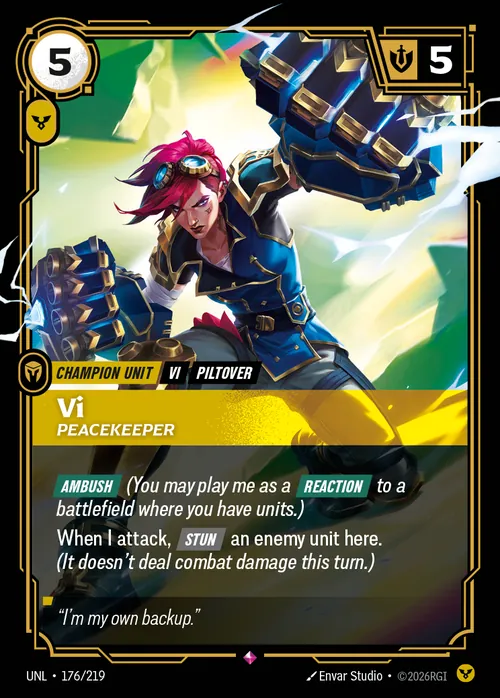 5
5
CHAMPION UNIT VI PILTOVER
Vi
PEACEKEEPER
AMBUSH (You may play me as a REACTION to a
battlefield where you have units.)
When I attack, STUN an enemy unit here.
(It doesn't deal combat damage this turn.)
"I'm my own backup."
UNL • 176/219
Envar Studio • ©2026RGI